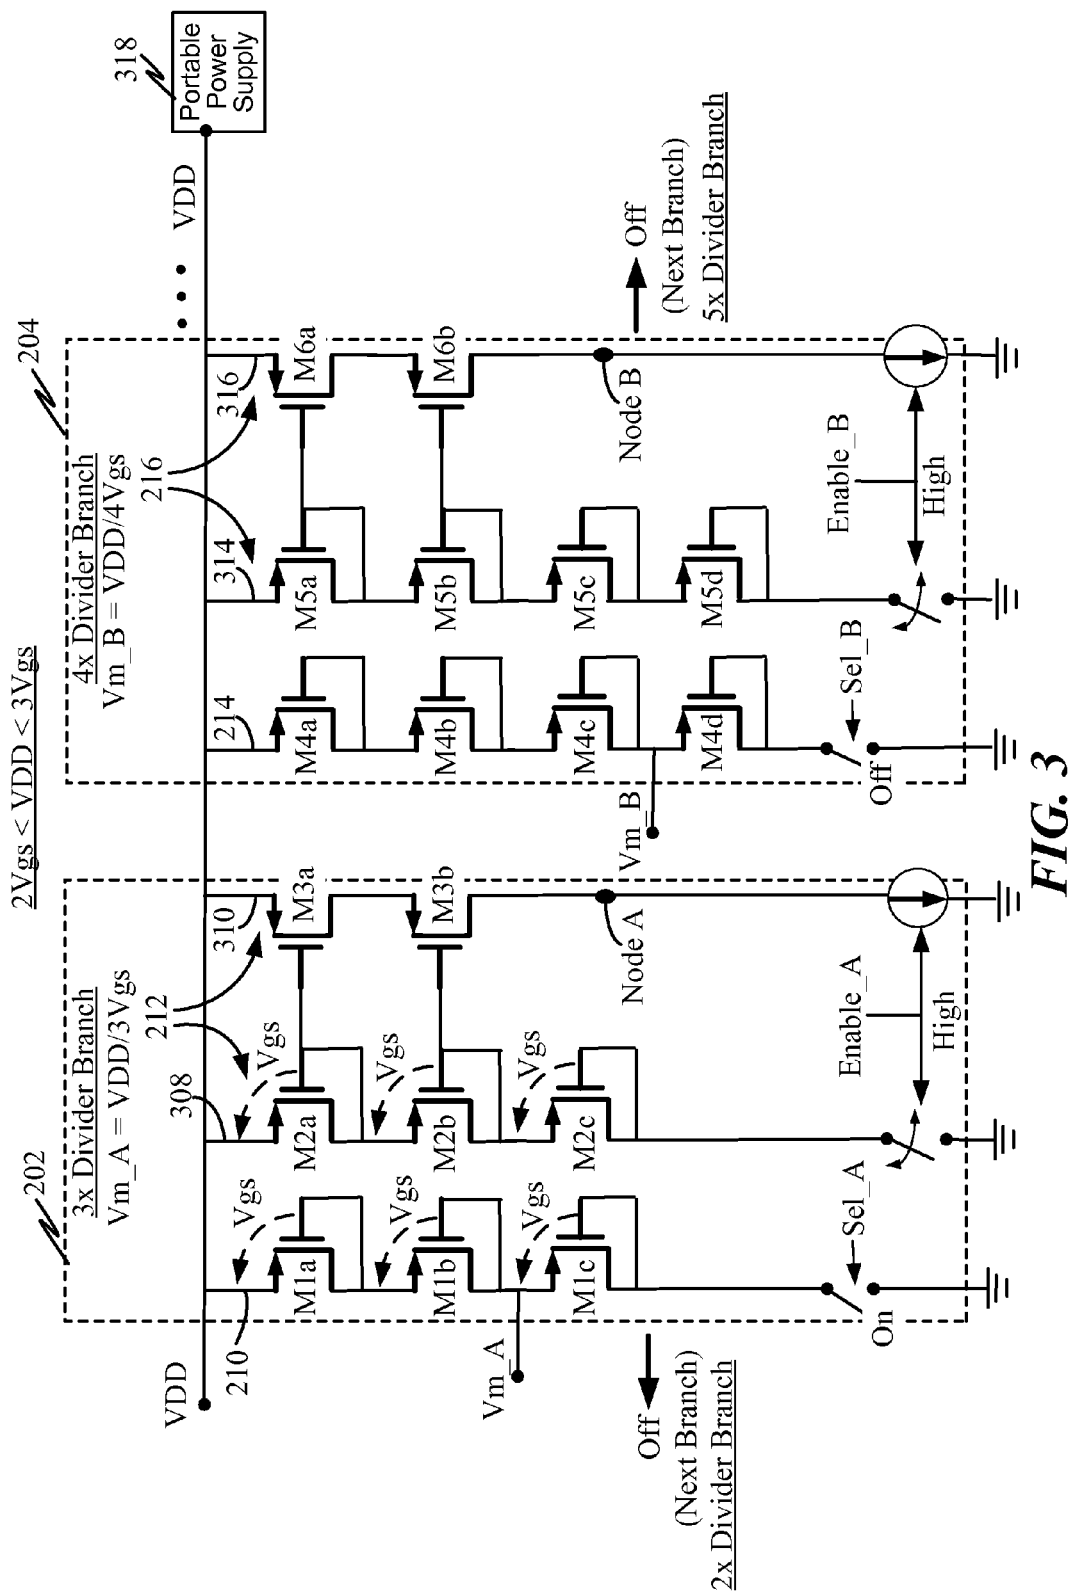 2Vgs < VDD < 3Vgs
202
3x Divider Branch
Vm_A = VDD/3Vgs
204
4x Divider Branch
Vm_B = VDD/4Vgs
318
Portable
Power
Supply
VDD
VDD
210
308
212
310
214
314
216
316
Vgs
Vgs
M1a
M2a
M3a
M4a
M5a
M6a
Vgs
Vgs
M1b
M2b
M3b
M4b
M5b
M6b
Vgs
Vgs
Vm_A
M1c
M2c
M4c
M5c
Node A
Node B
Vm_B
M4d
M5d
Off
(Next Branch)
2x Divider Branch
Off
(Next Branch)
5x Divider Branch
Sel_A
On
Enable_A
High
Sel_B
Off
Enable_B
High
FIG. 3